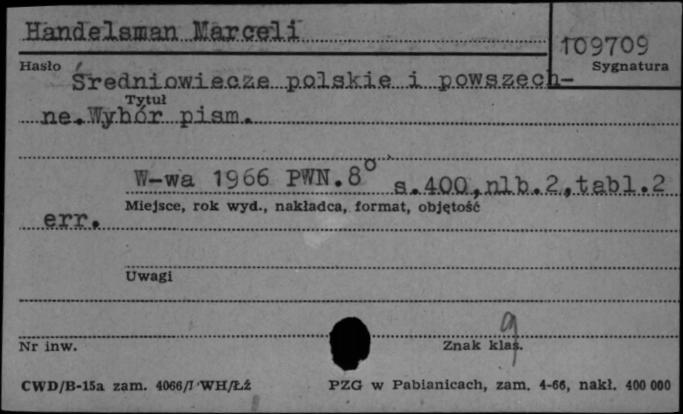 Handelsman Marceli
109709
Hasło
Sygnatura
Średniowiecze polskie i powszech-
Tytuł
ne.Wybór pism.
W-wa 1966 PWN.8° s.400,nlb.2,tabl.2
Miejsce, rok wyd., nakładca, format, objętość
err.
Uwagi
9
Nr inw.
Znak klas.
CWD/B-15a zam. 4066/I WH/Łź
PZG w Pabianicach, zam. 4-66, nakł. 400 000